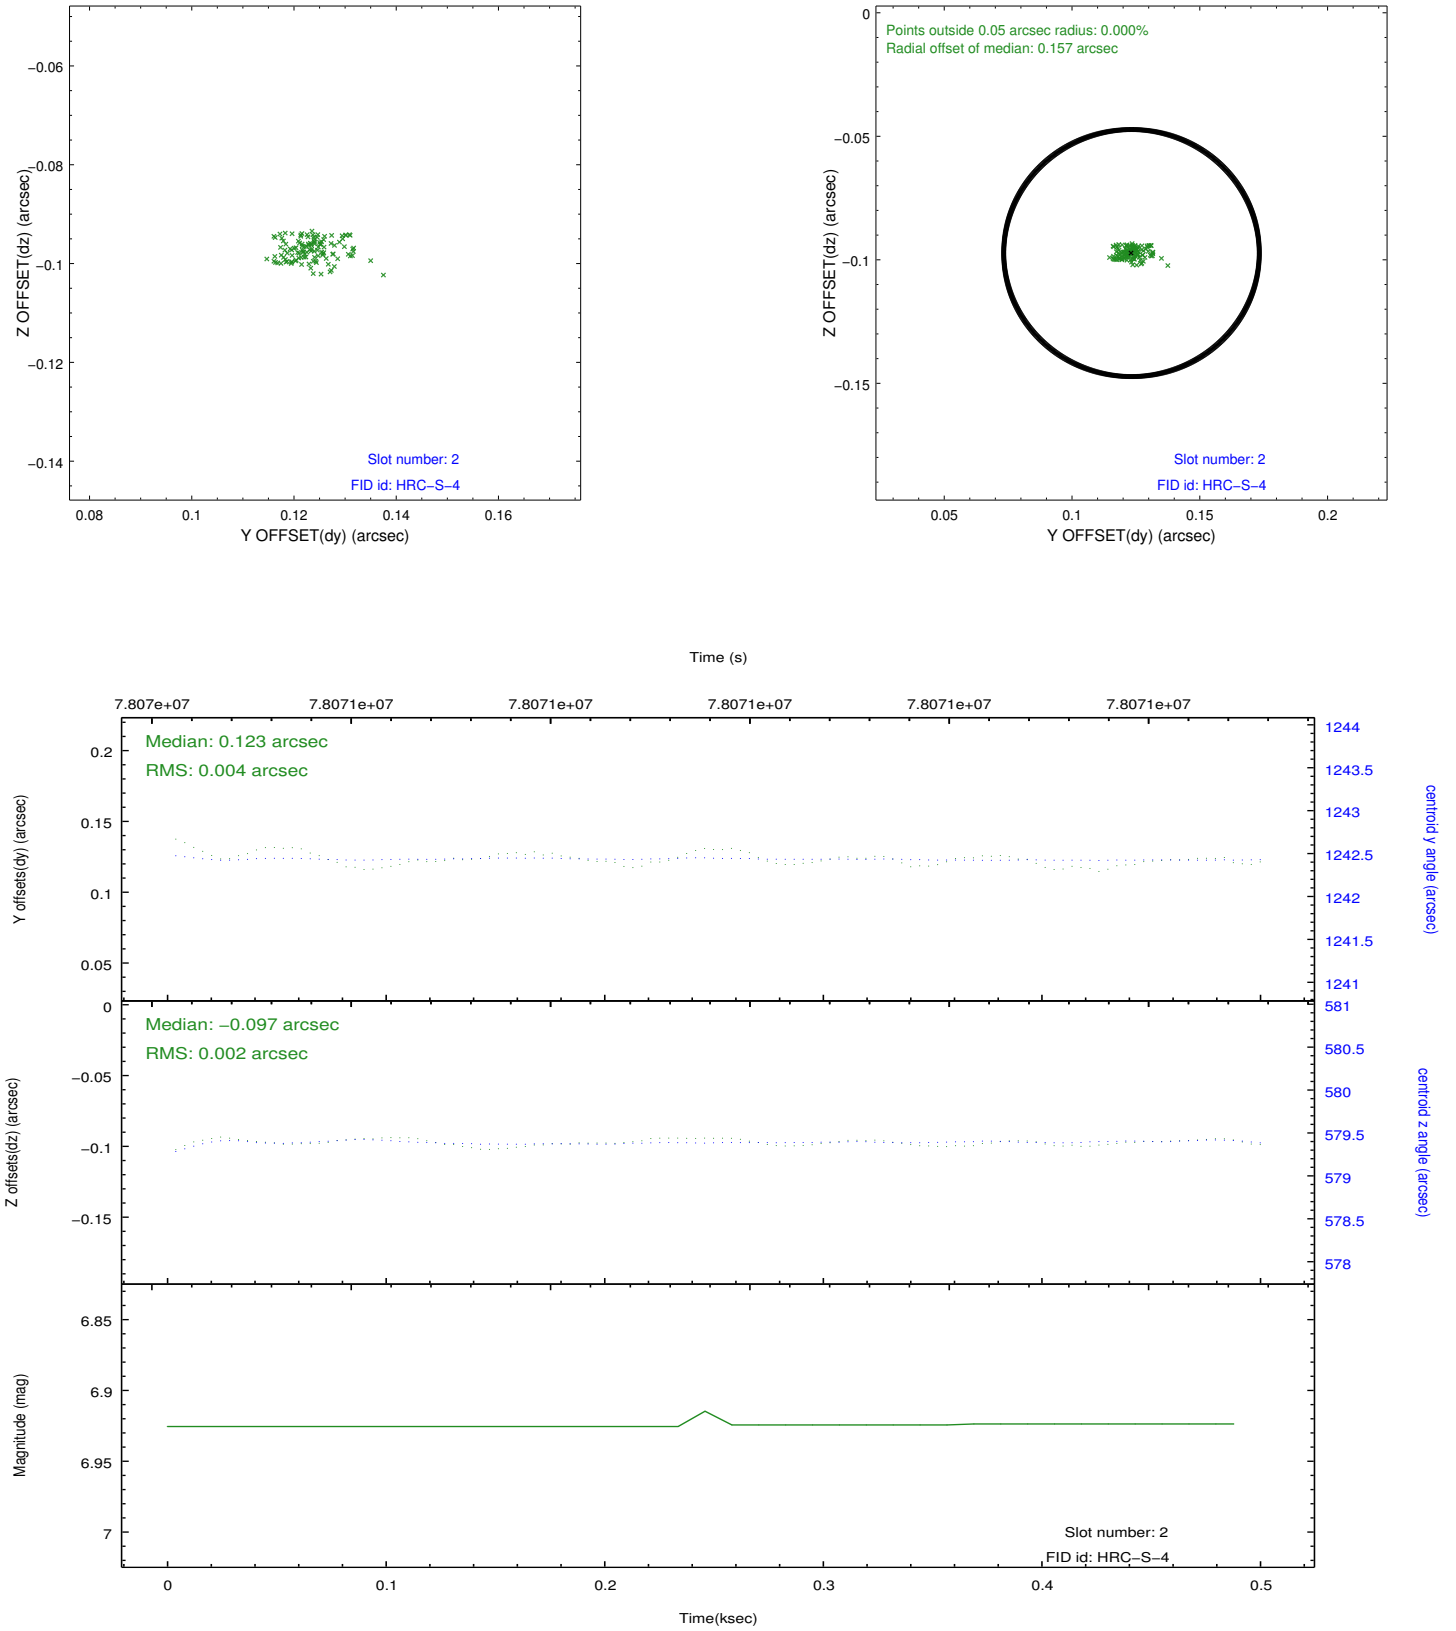 −0.06
−0.08
−0.1
−0.12
−0.14
Z OFFSET(dz) (arcsec)
Slot number: 2
FID id: HRC−S−4
0.08
0.1
0.12
0.14
0.16
Y OFFSET(dy) (arcsec)
Points outside 0.05 arcsec radius: 0.000%
Radial offset of median: 0.157 arcsec
0
−0.05
−0.1
−0.15
Z OFFSET(dz) (arcsec)
Slot number: 2
FID id: HRC−S−4
0.05
0.1
0.15
0.2
Y OFFSET(dy) (arcsec)
Time (s)
7.807e+07
7.8071e+07
7.8071e+07
7.8071e+07
7.8071e+07
7.8071e+07
Median: 0.123 arcsec
RMS: 0.004 arcsec
0.2
0.15
0.1
0.05
Y offsets(dy) (arcsec)
1244
1243.5
1243
1242.5
1242
1241.5
1241
centroid y angle (arcsec)
Median: −0.097 arcsec
RMS: 0.002 arcsec
0
−0.05
−0.1
−0.15
Z offsets(dz) (arcsec)
581
580.5
580
579.5
579
578.5
578
centroid z angle (arcsec)
6.85
6.9
6.95
7
Magnitude (mag)
Slot number: 2
FID id: HRC−S−4
0
0.1
0.2
0.3
0.4
0.5
Time(ksec)